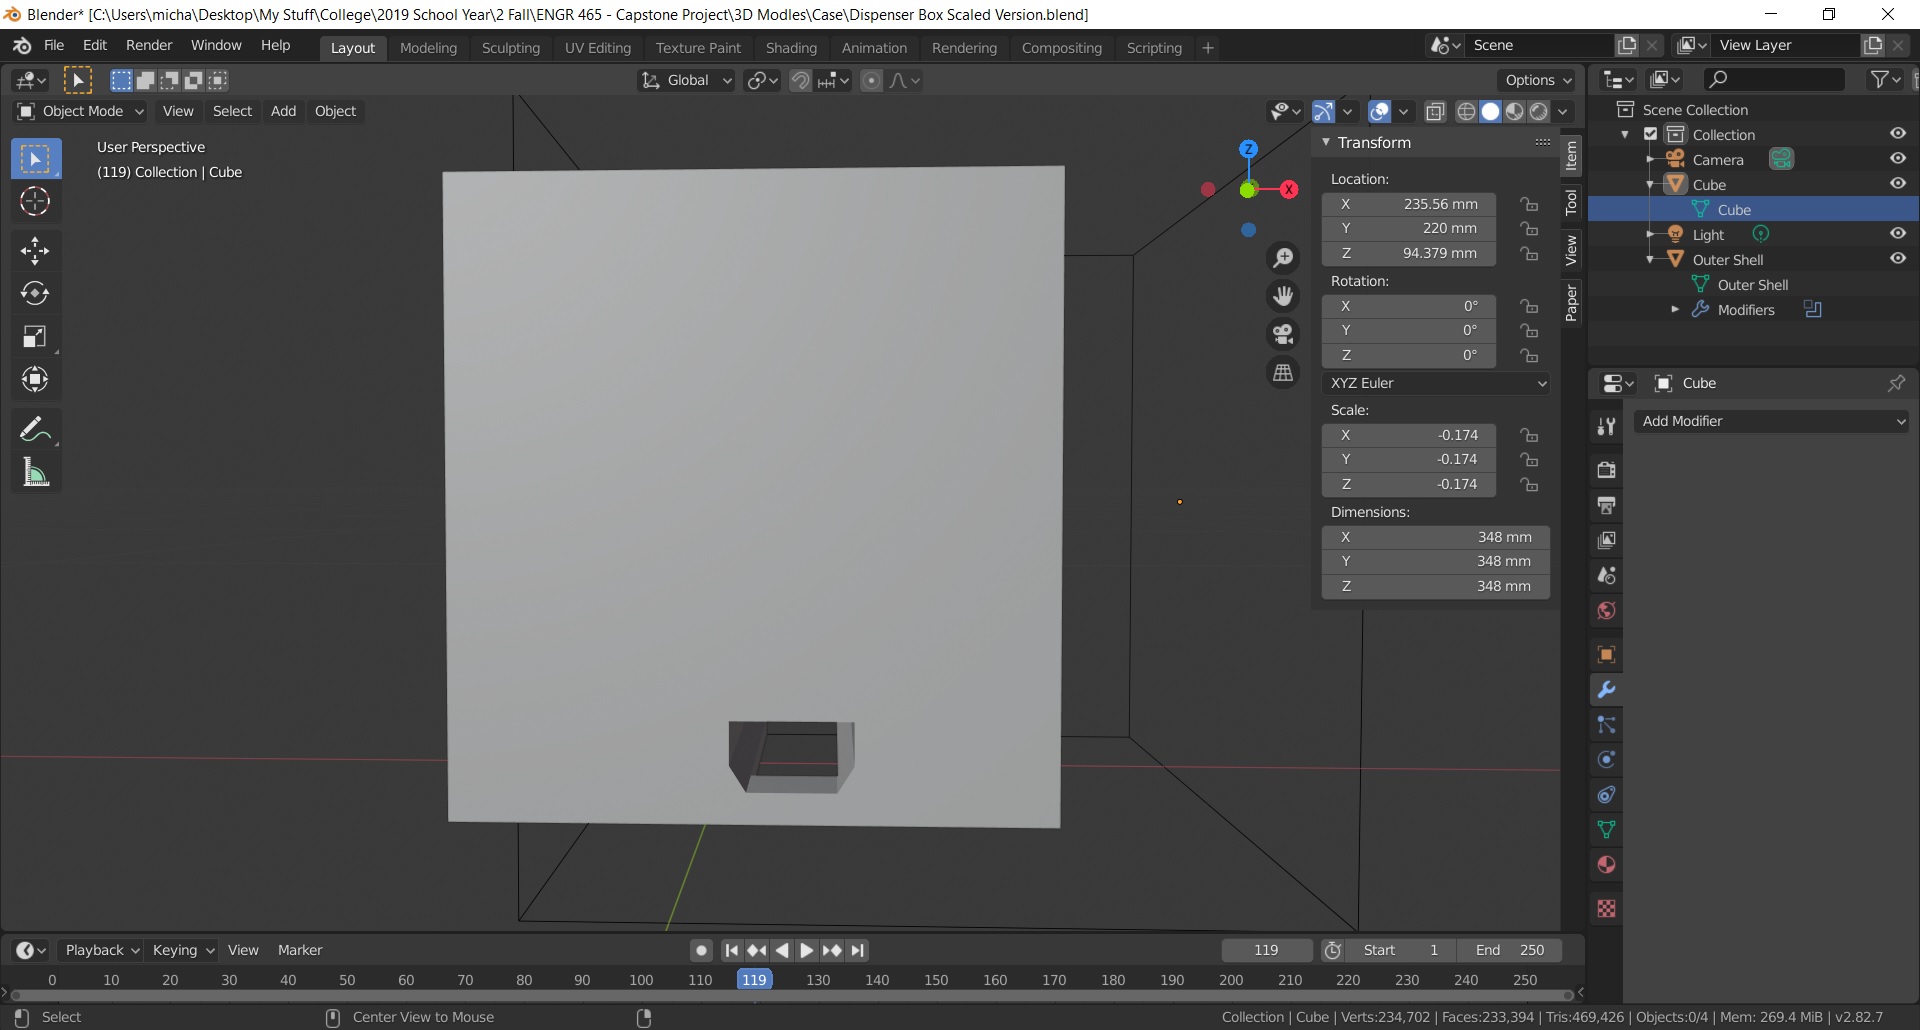 Blender* [C:\Users\micha\Desktop\My Stuff\College\2019 School Year\2 Fall\ENGR 465 - Capstone Project\3D Modles\Case\Dispenser Box Scaled Version.blend]
File Edit Render Window Help Layout Modeling Sculpting UV Editing Texture Paint Shading Animation Rendering Compositing Scripting + Scene View Layer
Global Options
Object Mode View Select Add Object
User Perspective
(119) Collection | Cube
Z
X
Transform
Location:
X 235.56 mm
Y 220 mm
Z 94.379 mm
Rotation:
X 0°
Y 0°
Z 0°
XYZ Euler
Scale:
X -0.174
Y -0.174
Z -0.174
Dimensions:
X 348 mm
Y 348 mm
Z 348 mm
Item
Tool
View
Paper
Scene Collection
Collection
Camera
Cube
Cube
Light
Outer Shell
Outer Shell
Modifiers
Cube
Add Modifier
Playback Keying View Marker 119 Start 1 End 250
0 10 20 30 40 50 60 70 80 90 100 110 119 130 140 150 160 170 180 190 200 210 220 230 240 250
Select Center View to Mouse Collection | Cube | Verts:234,702 | Faces:233,394 | Tris:469,426 | Objects:0/4 | Mem: 269.4 MiB | v2.82.7